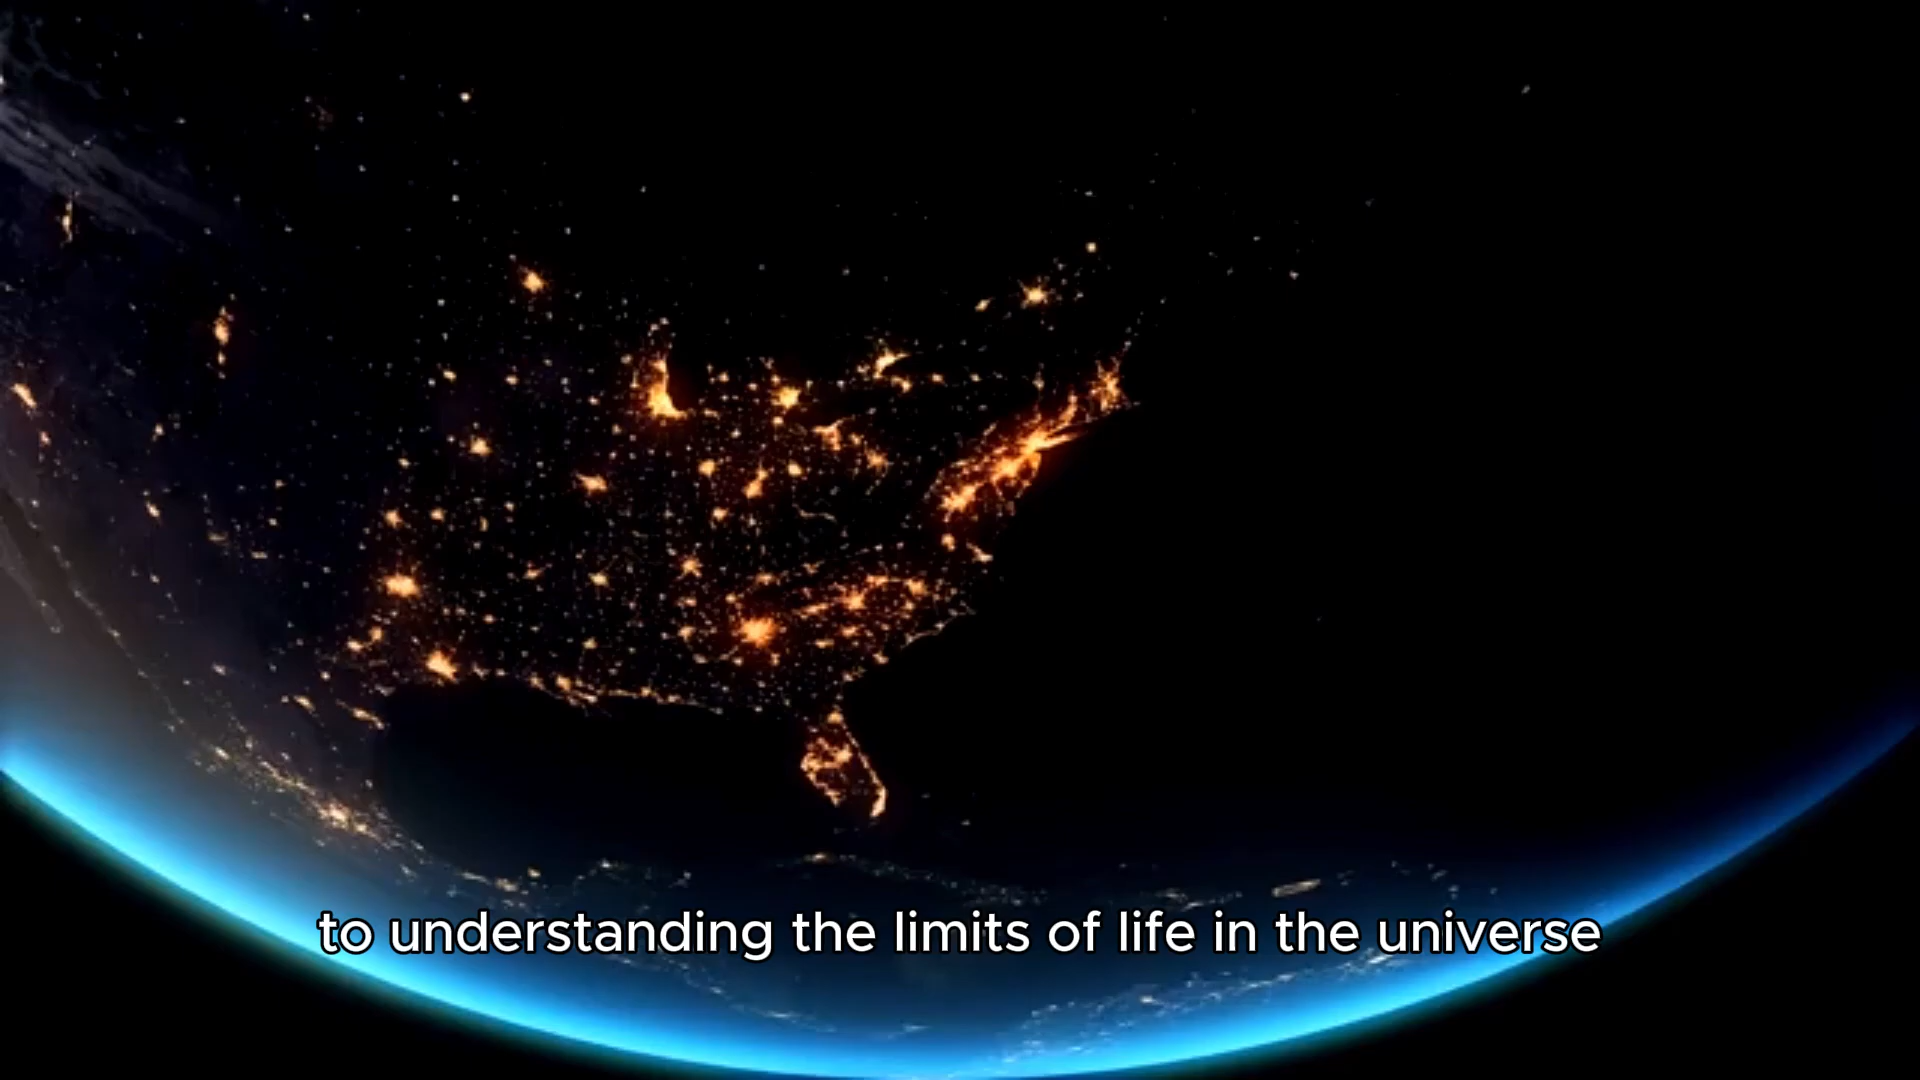 to understanding the limits of life in the universe